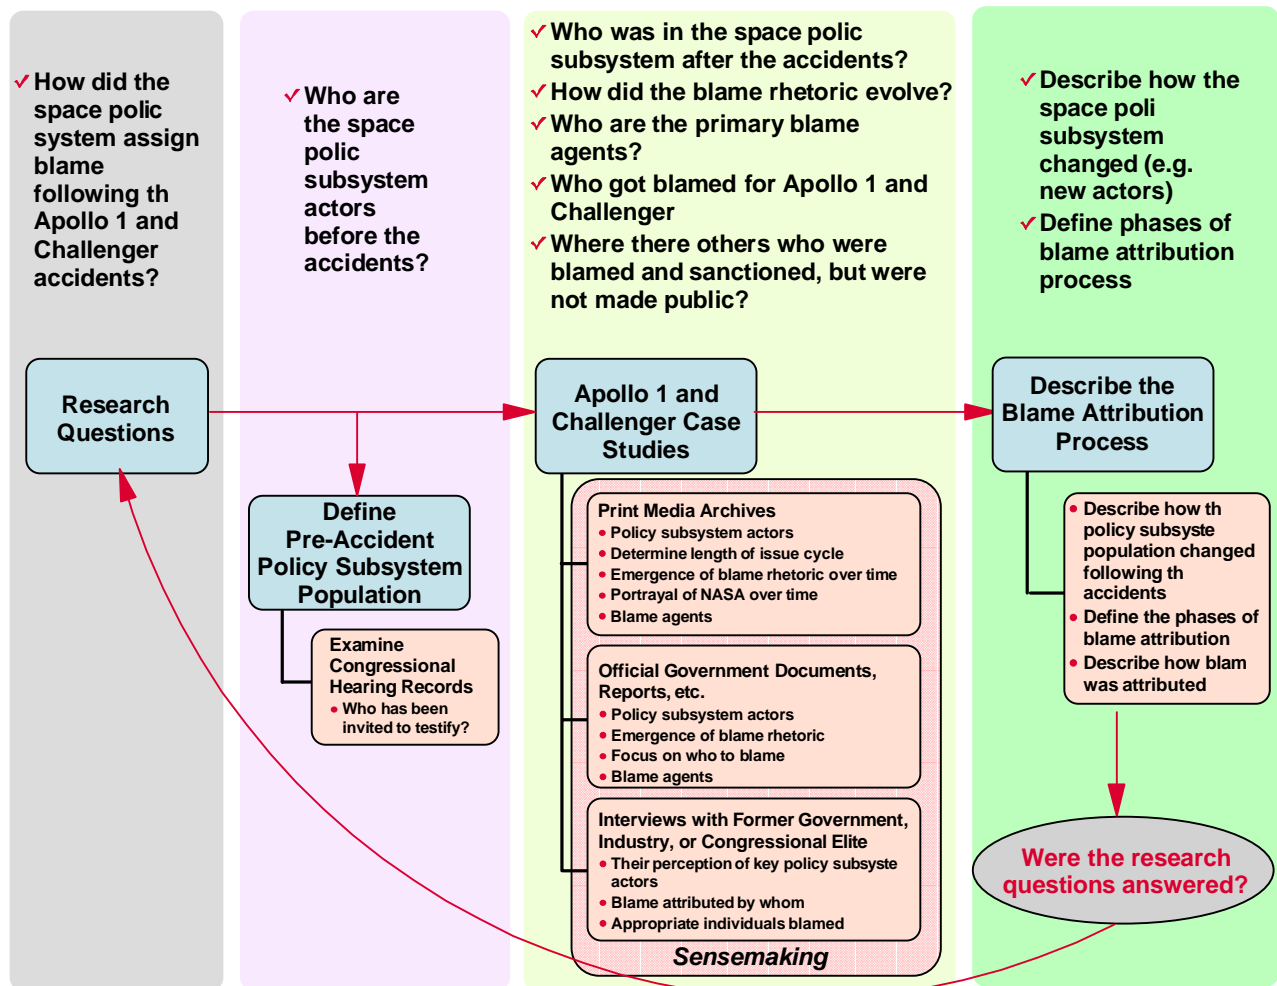 How did the
space polic
system assign
blame
following th
Apollo 1 and
Challenger
accidents?
Who are
the space
polic
subsystem
actors
before the
accidents?
Who was in the space polic
subsystem after the accidents?
How did the blame rhetoric evolve?
Who are the primary blame
agents?
Who got blamed for Apollo 1 and
Challenger
Where there others who were
blamed and sanctioned, but were
not made public?
Describe how the
space poli
subsystem
changed (e.g.
new actors)
Define phases of
blame attribution
process
Research
Questions
Define
Pre-Accident
Policy Subsystem
Population
Examine
Congressional
Hearing Records
Who has been
invited to testify?
Apollo 1 and
Challenger Case
Studies
Print Media Archives
Policy subsystem actors
Determine length of issue cycle
Emergence of blame rhetoric over time
Portrayal of NASA over time
Blame agents
Official Government Documents,
Reports, etc.
Policy subsystem actors
Emergence of blame rhetoric
Focus on who to blame
Blame agents
Interviews with Former Government,
Industry, or Congressional Elite
Their perception of key policy subsyste
actors
Blame attributed by whom
Appropriate individuals blamed
Sensemaking
Describe the
Blame Attribution
Process
Describe how th
policy subsyste
population changed
following th
accidents
Define the phases of
blame attribution
Describe how blam
was attributed
Were the research
questions answered?